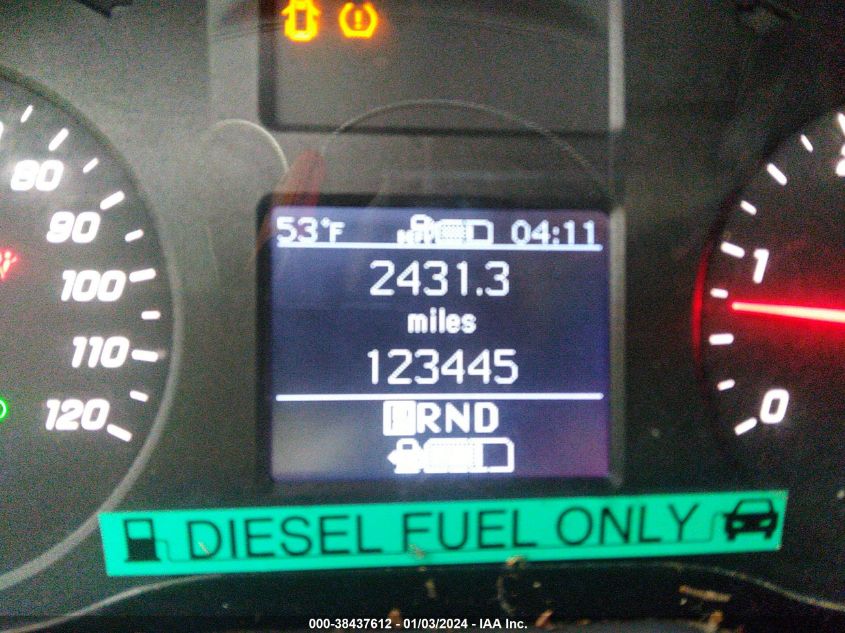 80
90
100
110
120
53°F 04:11
2431.3
miles
123445
PRND
1
0
DIESEL FUEL ONLY
000-38437612 - 01/03/2024 - IAA Inc.